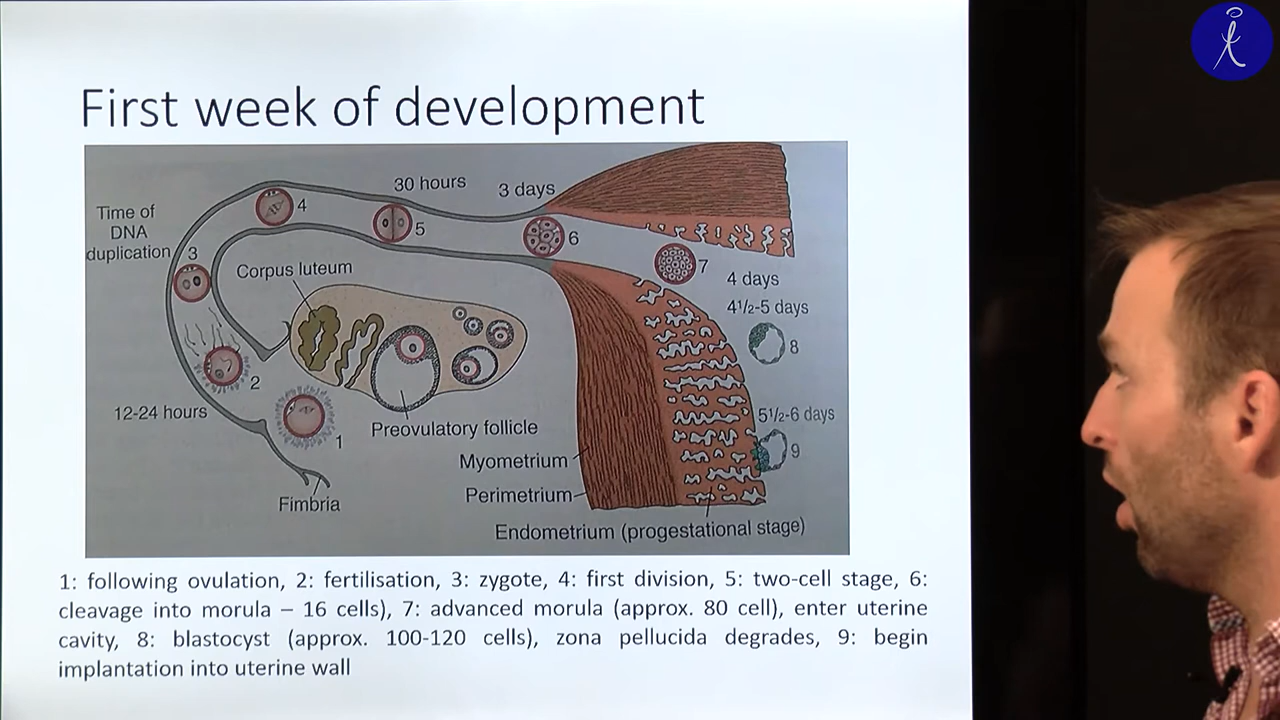 First week of development
30 hours
3 days
Time of
DNA
duplication
3
4
5
6
7
Corpus luteum
4 days
4½-5 days
8
2
12-24 hours
1
5½-6 days
9
Preovulatory follicle
Myometrium
Perimetrium
Fimbria
Endometrium (progestational stage)
1: following ovulation, 2: fertilisation, 3: zygote, 4: first division, 5: two-cell stage, 6:
cleavage into morula – 16 cells), 7: advanced morula (approx. 80 cell), enter uterine
cavity, 8: blastocyst (approx. 100-120 cells), zona pellucida degrades, 9: begin
implantation into uterine wall